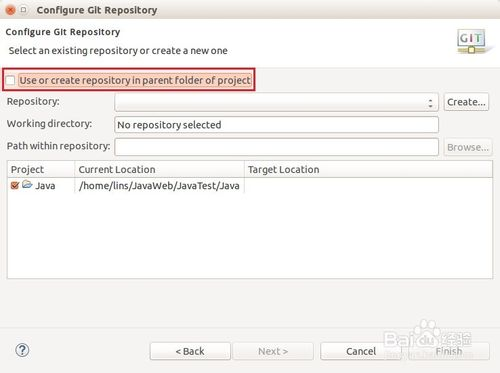 Configure Git Repository
Configure Git Repository
Select an existing repository or create a new one
GIT
Use or create repository in parent folder of project
Repository:
Create...
Working directory: No repository selected
Path within repository:
Browse...
Project Current Location Target Location
Java /home/lins/JavaWeb/JavaTest/Java
? < Back Next > Cancel Finish
Baidu 经验